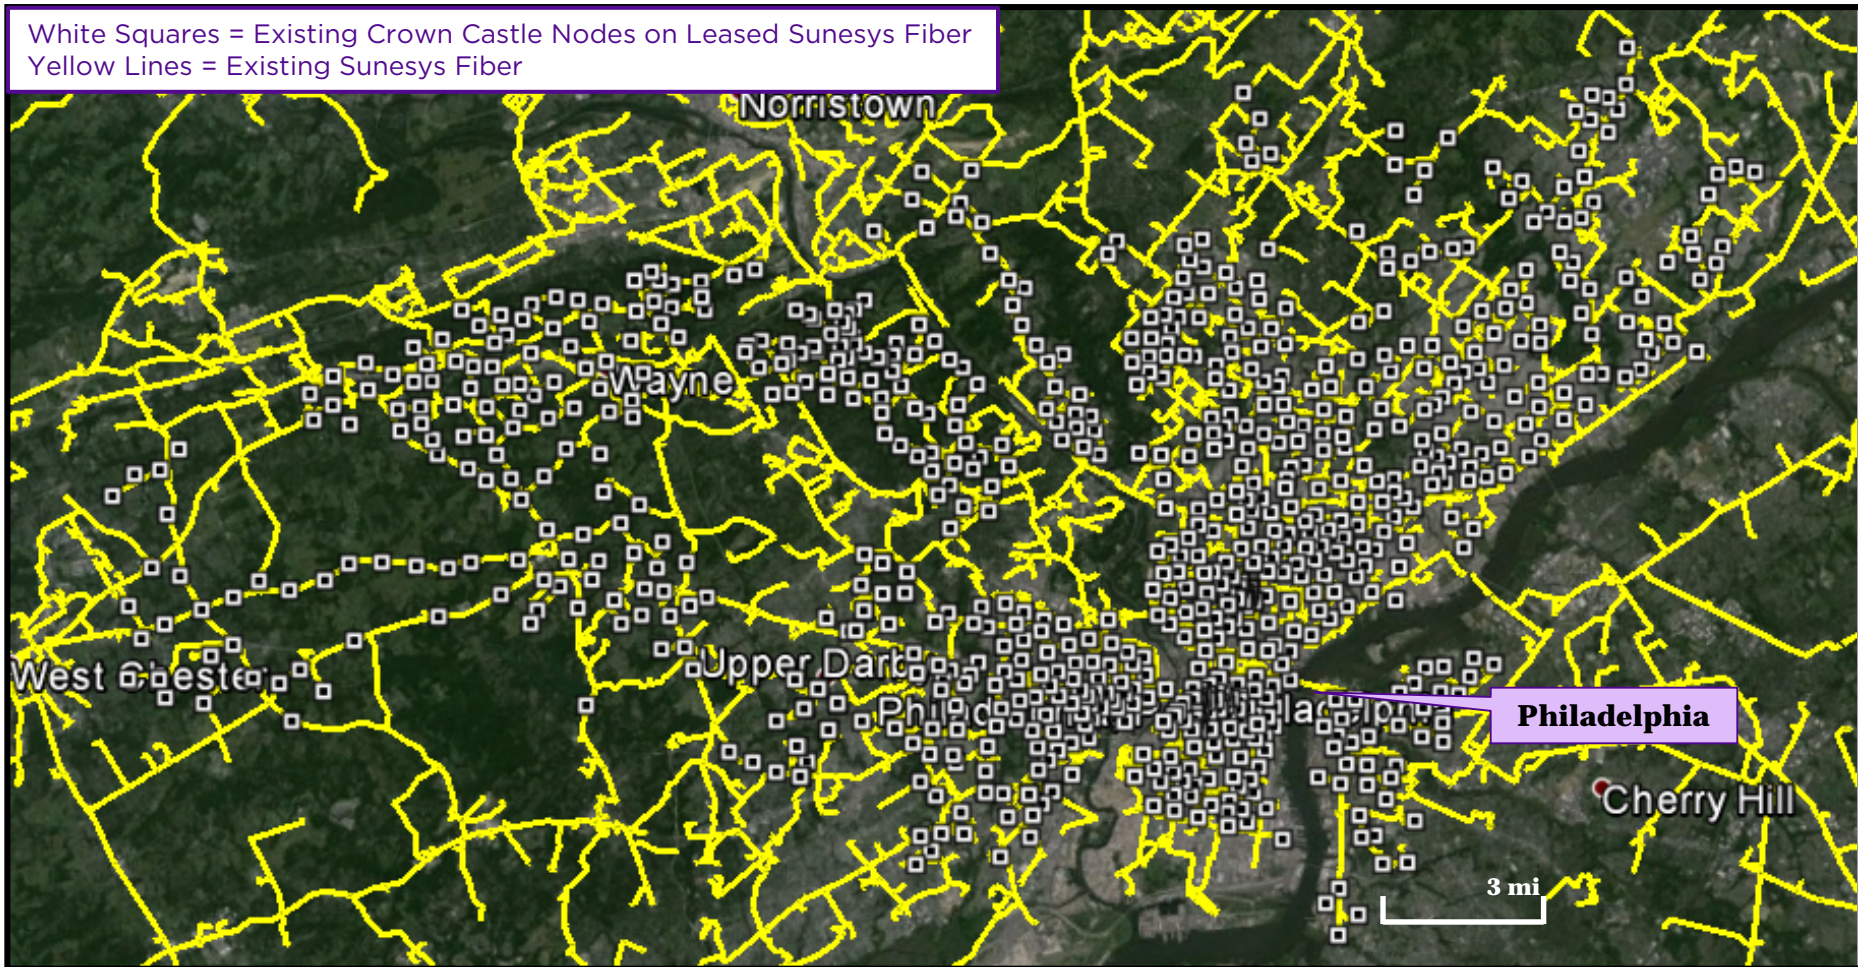 White Squares = Existing Crown Castle Nodes on Leased Sunesys Fiber
Yellow Lines = Existing Sunesys Fiber
Norristown
Wayne
West Chester
Upper Darby
Philadelphia
Philadelphia
Cherry Hill
3 mi